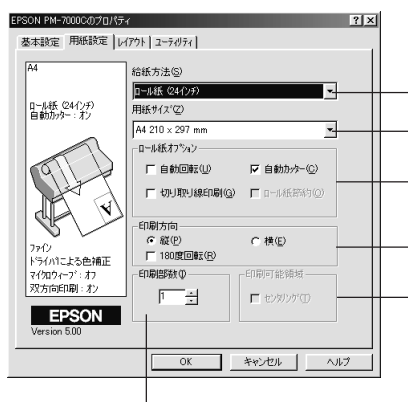 EPSON PM-7000Cのプロパティ
基本設定 用紙設定 レイアウト ユーティリティ
A4
ロール紙 (24インチ)
自動カッター : オン
ファイン
ドライバによる色補正
マイクロウィーブ : オフ
双方向印刷 : オン
EPSON
Version 5.00
給紙方法(S)
ロール紙 (24インチ)
用紙サイズ(Z)
A4 210 x 297 mm
ロール紙オプション
自動回転(U) 自動カッター(C)
切り取り線印刷(G) ロール紙節約(O)
印刷方向
縦(P) 横(E)
180度回転(R)
印刷部数(I) 印刷可能領域
1 センタリング(T)
OK キャンセル ヘルプ